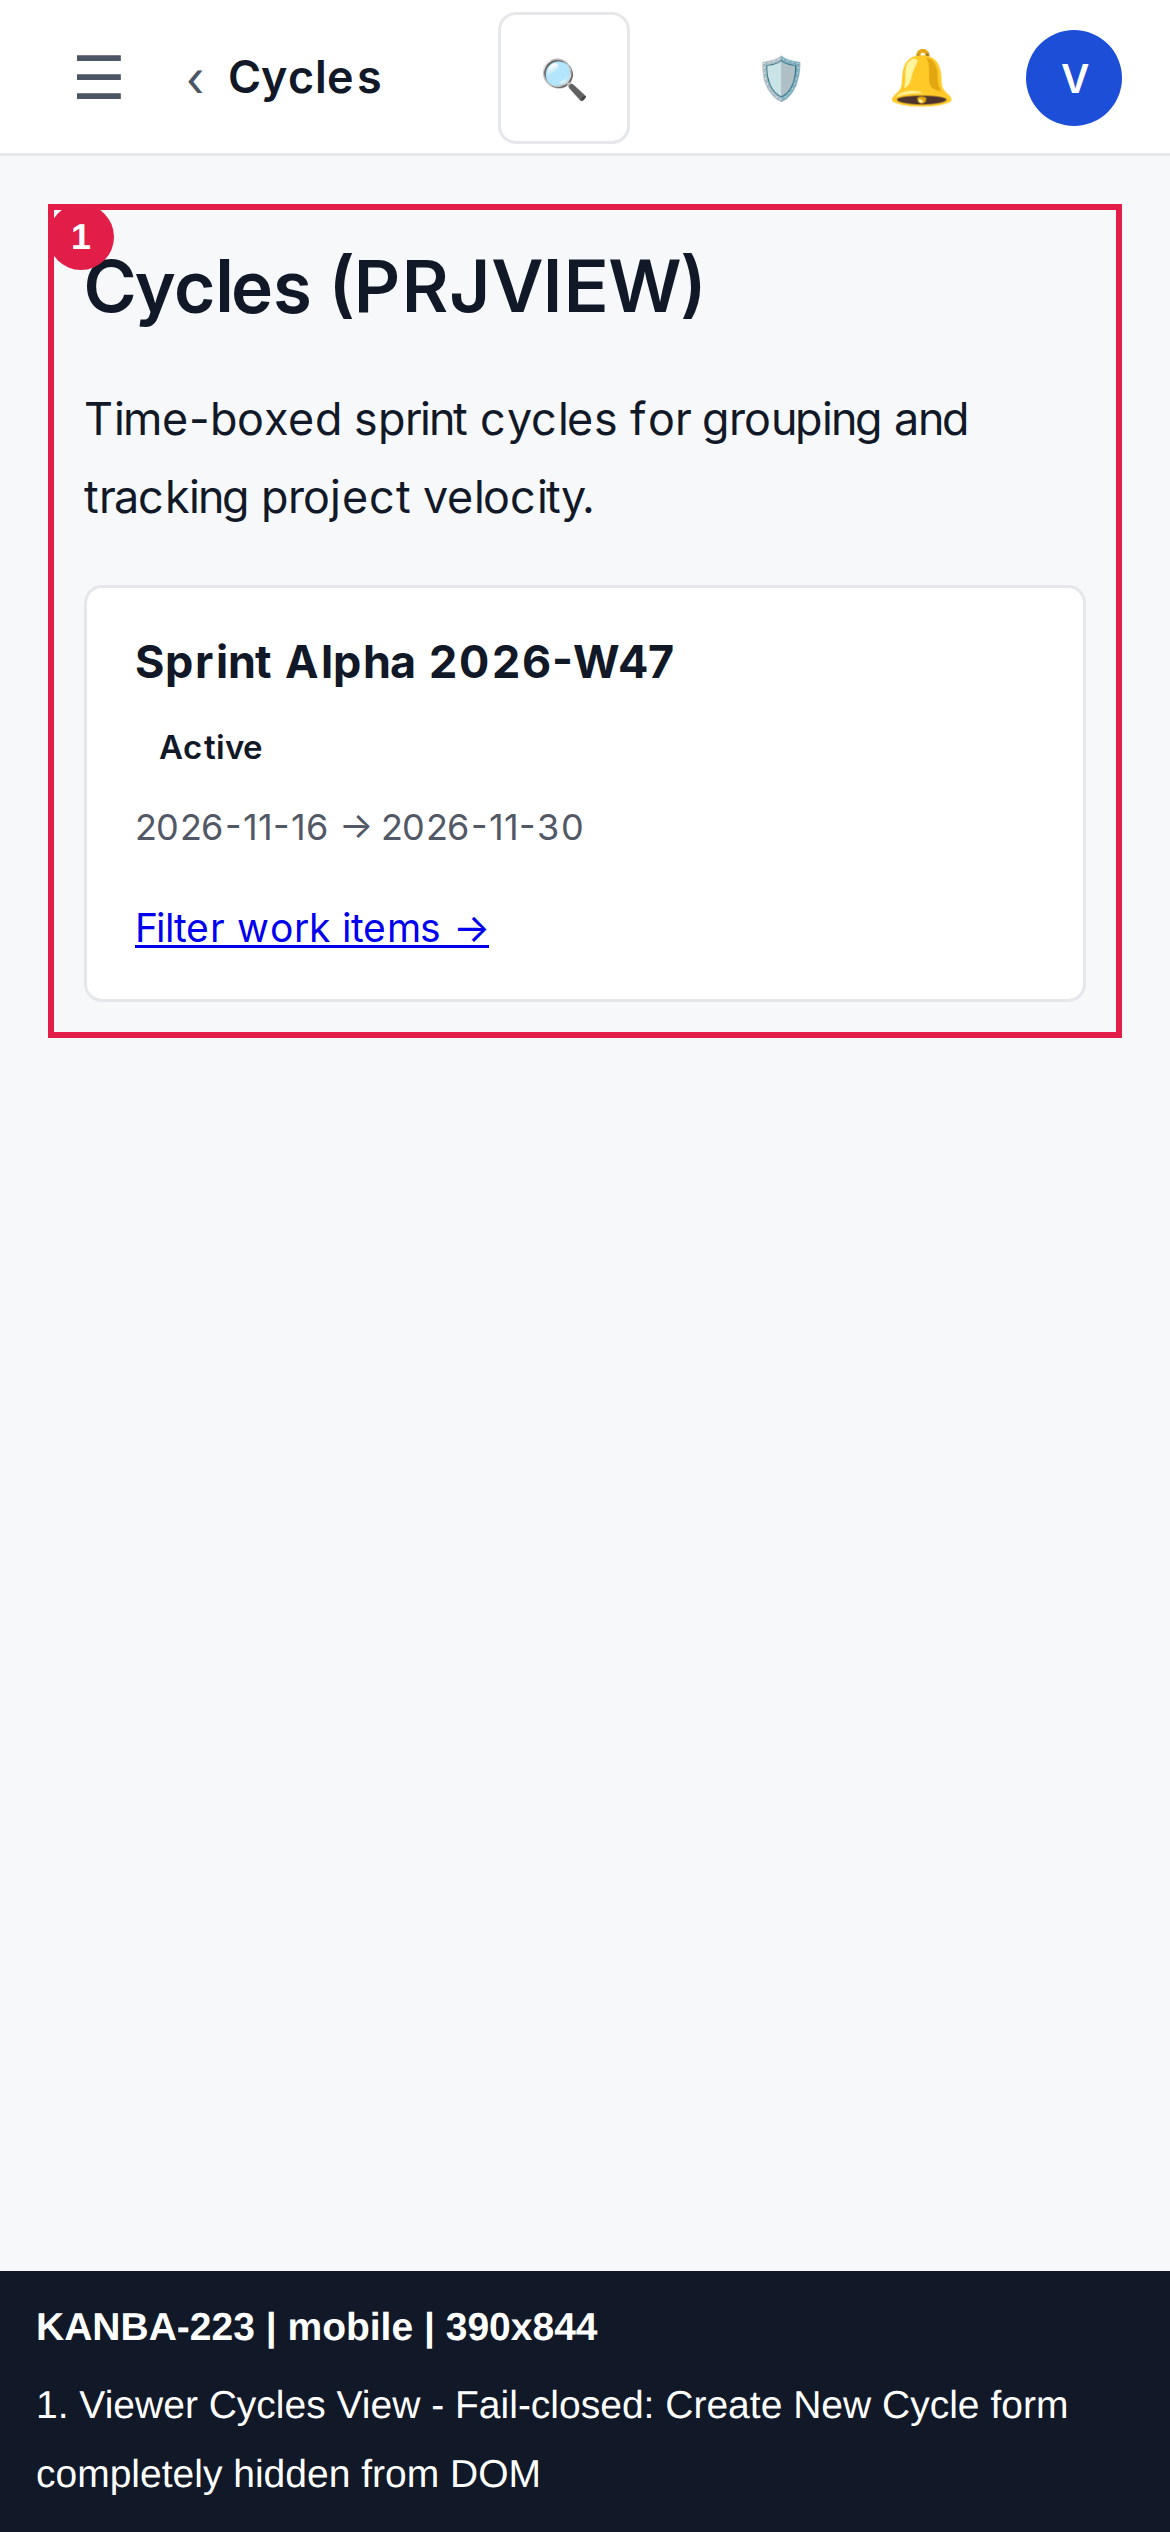 Cycles
V
1
Cycles (PRJVIEW)
Time-boxed sprint cycles for grouping and
tracking project velocity.
Sprint Alpha 2026-W47
Active
2026-11-16 → 2026-11-30
Filter work items →
KANBA-223 | mobile | 390x844
1. Viewer Cycles View - Fail-closed: Create New Cycle form
completely hidden from DOM